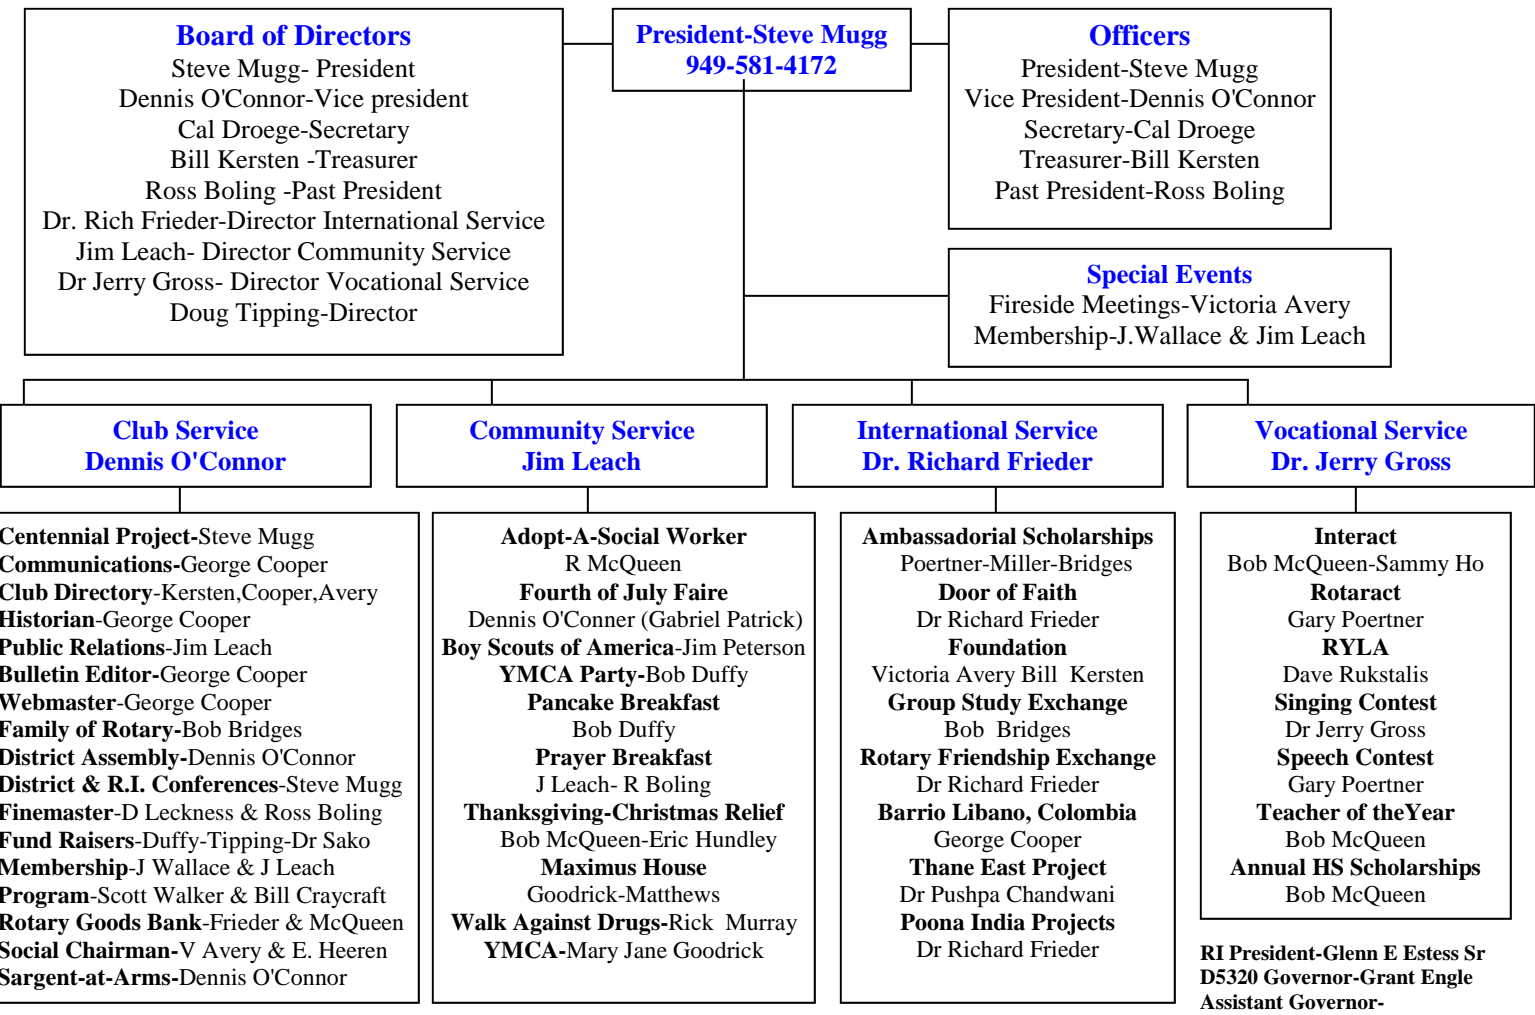 Board of Directors
Steve Mugg- President
Dennis O'Connor-Vice president
Cal Droege-Secretary
Bill Kersten -Treasurer
Ross Boling -Past President
Dr. Rich Frieder-Director International Service
Jim Leach- Director Community Service
Dr Jerry Gross- Director Vocational Service
Doug Tipping-Director
President-Steve Mugg
949-581-4172
Officers
President-Steve Mugg
Vice President-Dennis O'Connor
Secretary-Cal Droege
Treasurer-Bill Kersten
Past President-Ross Boling
Special Events
Fireside Meetings-Victoria Avery
Membership-J.Wallace & Jim Leach
Club Service
Dennis O'Connor
Centennial Project-Steve Mugg
Communications-George Cooper
Club Directory-Kersten,Cooper,Avery
Historian-George Cooper
Public Relations-Jim Leach
Bulletin Editor-George Cooper
Webmaster-George Cooper
Family of Rotary-Bob Bridges
District Assembly-Dennis O'Connor
District & R.I. Conferences-Steve Mugg
Finemaster-D Leckness & Ross Boling
Fund Raisers-Duffy-Tipping-Dr Sako
Membership-J Wallace & J Leach
Program-Scott Walker & Bill Craycraft
Rotary Goods Bank-Frieder & McQueen
Social Chairman-V Avery & E. Heeren
Sargent-at-Arms-Dennis O'Connor
Community Service
Jim Leach
Adopt-A-Social Worker
R McQueen
Fourth of July Faire
Dennis O'Conner (Gabriel Patrick)
Boy Scouts of America-Jim Peterson
YMCA Party-Bob Duffy
Pancake Breakfast
Bob Duffy
Prayer Breakfast
J Leach- R Boling
Thanksgiving-Christmas Relief
Bob McQueen-Eric Hundley
Maximus House
Goodrick-Matthews
Walk Against Drugs-Rick Murray
YMCA-Mary Jane Goodrick
International Service
Dr. Richard Frieder
Ambassadorial Scholarships
Poertner-Miller-Bridges
Door of Faith
Dr Richard Frieder
Foundation
Victoria Avery Bill Kersten
Group Study Exchange
Bob Bridges
Rotary Friendship Exchange
Dr Richard Frieder
Barrio Libano, Colombia
George Cooper
Thane East Project
Dr Pushpa Chandwani
Poona India Projects
Dr Richard Frieder
Vocational Service
Dr. Jerry Gross
Interact
Bob McQueen-Sammy Ho
Rotaract
Gary Poertner
RYLA
Dave Rukstalis
Singing Contest
Dr Jerry Gross
Speech Contest
Gary Poertner
Teacher of theYear
Bob McQueen
Annual HS Scholarships
Bob McQueen
RI President-Glenn E Estess Sr
D5320 Governor-Grant Engle
Assistant Governor-